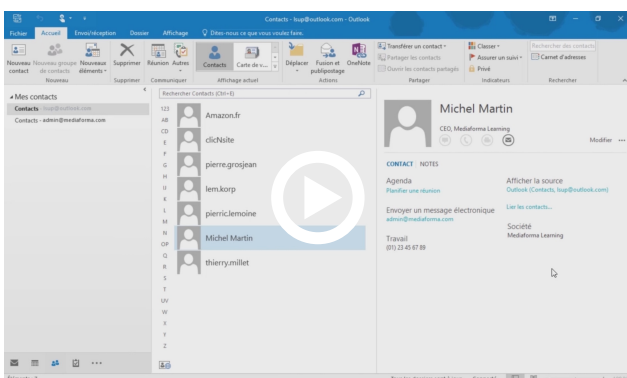 Contacts - lsup@outlook.com - Outlook
Fichier Accueil Envoi/réception Dossier Affichage Dites-nous ce que vous voulez faire.
Nouveau contact
Nouveau groupe de contacts
Nouveaux éléments
Supprimer
Réunion
Autres
Contacts
Carte de v...
Déplacer
Fusion et publipostage
OneNote
Transférer un contact
Partager les contacts
Ouvrir les contacts partagés
Classer
Assurer un suivi
Privé
Rechercher des contacts
Carnet d'adresses
Nouveau Supprimer Communiquer Affichage actuel Actions Partager Indicateurs Rechercher
Mes contacts
Contacts - lsup@outlook.com
Contacts - admin@mediaforma.com
Rechercher Contacts (Ctrl+E)
123
AB
CD
E
F
G
H
IJ
K
L
M
N
OP
Q
R
S
T
UV
W
X
Y
Z
Amazon.fr
clicNsite
pierre.grosjean
lem.korp
pierric.lemoine
Michel Martin
thierry.millet
Michel Martin
CEO, Mediaforma Learning
Modifier
CONTACT NOTES
Agenda
Planifier une réunion
Envoyer un message électronique
admin@mediaforma.com
Travail
(01) 23 45 67 89
Afficher la source
Outlook (Contacts, lsup@outlook.com)
Lier les contacts...
Société
Mediaforma Learning